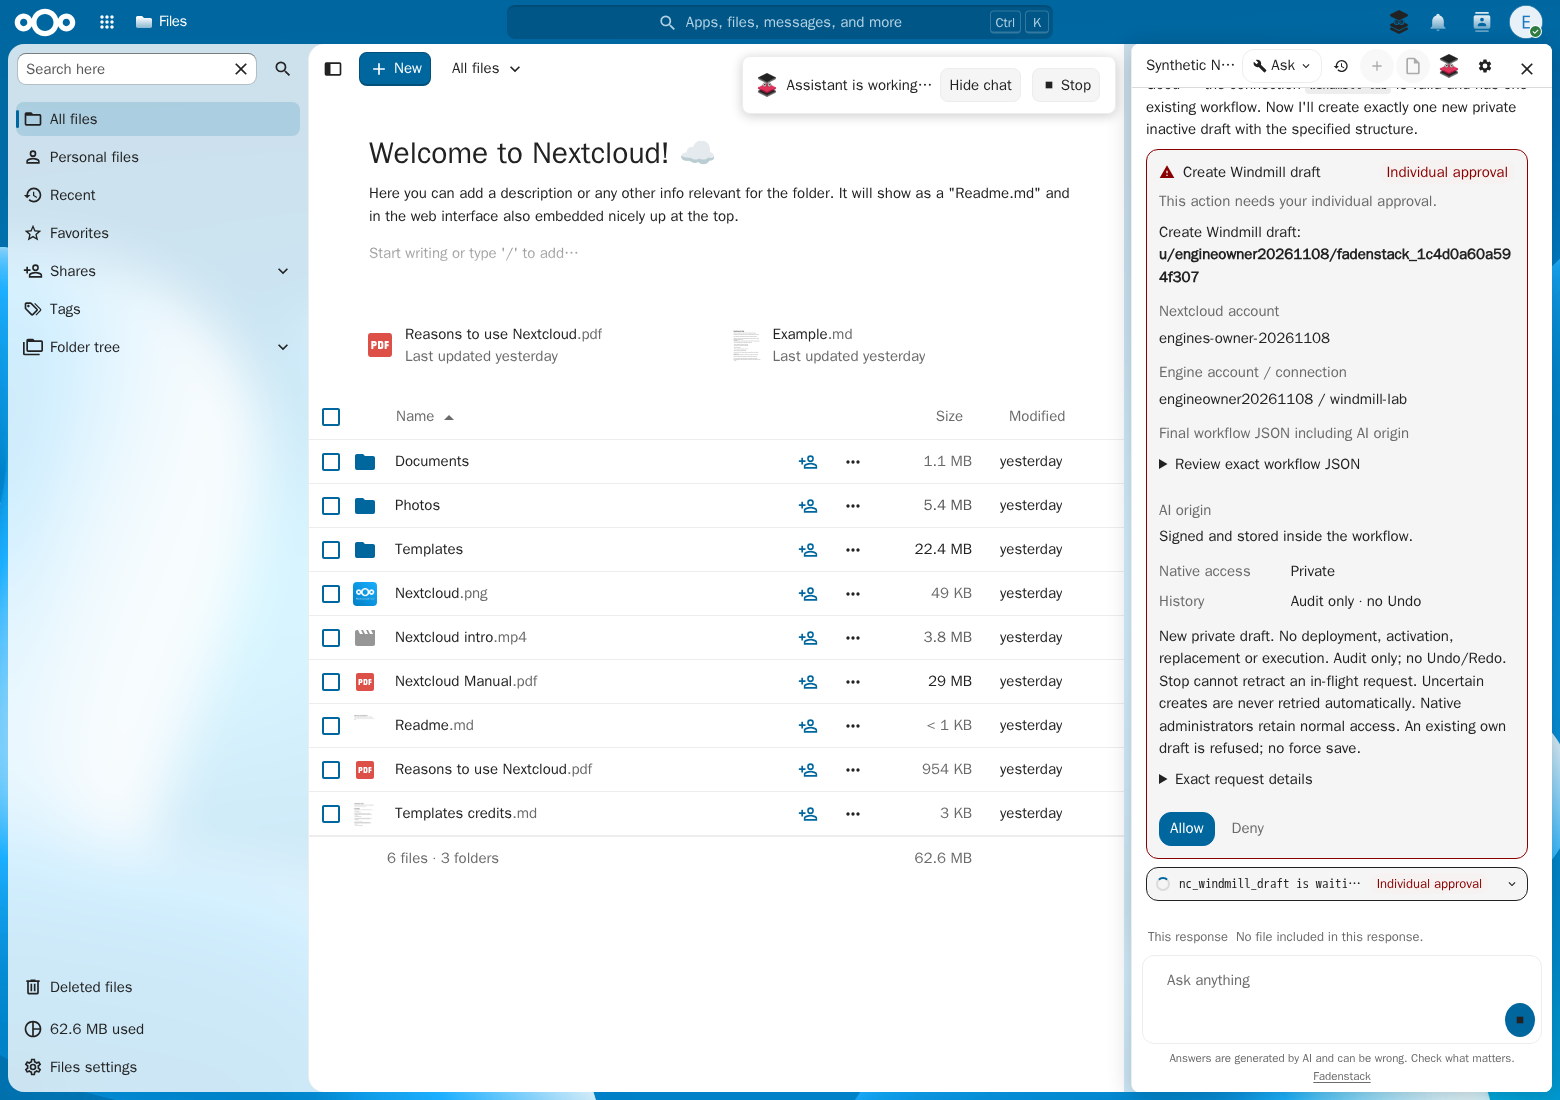 Files
Apps, files, messages, and more
Ctrl
K
E
Search here
All files
Personal files
Recent
Favorites
Shares
Tags
Folder tree
Deleted files
62.6 MB used
Files settings
New
All files
Assistant is working…
Hide chat
Stop
Welcome to Nextcloud! ☁️
Here you can add a description or any other info relevant for the folder. It will show as a "Readme.md" and
in the web interface also embedded nicely up at the top.
Start writing or type '/' to add…
Reasons to use Nextcloud.pdf
Last updated yesterday
Example.md
Last updated yesterday
Name
Size
Modified
Documents
1.1 MB
yesterday
Photos
5.4 MB
yesterday
Templates
22.4 MB
yesterday
Nextcloud.png
49 KB
yesterday
Nextcloud intro.mp4
3.8 MB
yesterday
PDF
Nextcloud Manual.pdf
29 MB
yesterday
Readme.md
< 1 KB
yesterday
PDF
Reasons to use Nextcloud.pdf
954 KB
yesterday
Templates credits.md
3 KB
yesterday
6 files · 3 folders
62.6 MB
Synthetic N…
Ask
existing workflow. Now I'll create exactly one new private
inactive draft with the specified structure.
Create Windmill draft
Individual approval
This action needs your individual approval.
Create Windmill draft:
u/engineowner20261108/fadenstack_1c4d0a60a59
4f307
Nextcloud account
engines-owner-20261108
Engine account / connection
engineowner20261108 / windmill-lab
Final workflow JSON including AI origin
Review exact workflow JSON
AI origin
Signed and stored inside the workflow.
Native access
Private
History
Audit only · no Undo
New private draft. No deployment, activation,
replacement or execution. Audit only; no Undo/Redo.
Stop cannot retract an in-flight request. Uncertain
creates are never retried automatically. Native
administrators retain normal access. An existing own
draft is refused; no force save.
Exact request details
Allow
Deny
nc_windmill_draft is waiti…
Individual approval
This response
No file included in this response.
Ask anything
Answers are generated by AI and can be wrong. Check what matters.
Fadenstack